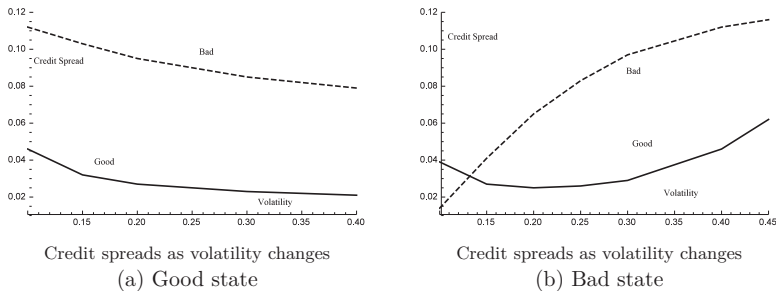 0.12
0.10
0.08
0.06
0.04
0.02
Credit Spread
Bad
Good
Volatility
0.15 0.20 0.25 0.30 0.35 0.40
Credit spreads as volatility changes
(a) Good state
0.12
0.10
0.08
0.06
0.04
0.02
Credit Spread
Bad
Good
Volatility
0.15 0.20 0.25 0.30 0.35 0.40 0.45
Credit spreads as volatility changes
(b) Bad state